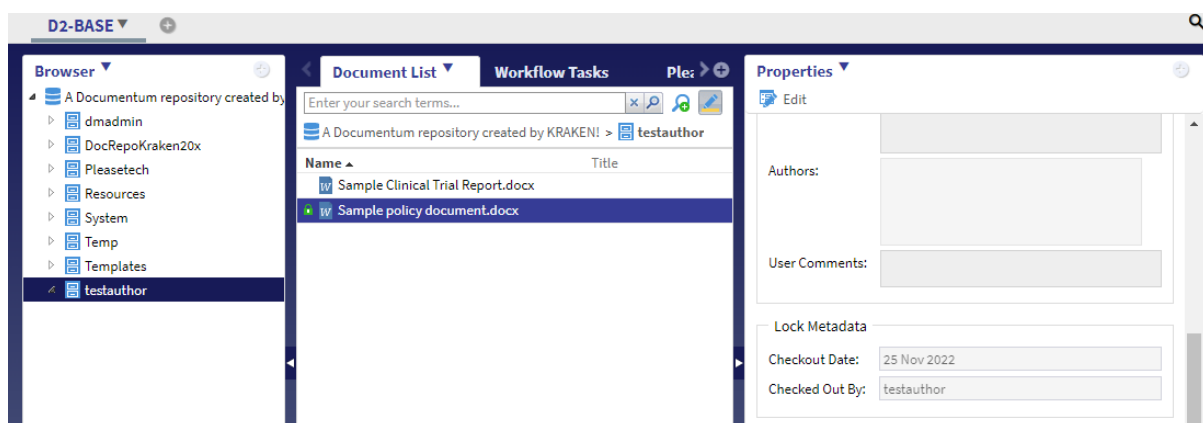 D2-BASE
Browser
A Documentum repository created by
dmadmin
DocRepoKraken20x
Pleasetech
Resources
System
Temp
Templates
testauthor
Document List
Workflow Tasks
Enter your search terms...
A Documentum repository created by KRAKEN! > testauthor
Name
Title
W Sample Clinical Trial Report.docx
W Sample policy document.docx
Properties
Edit
Authors:
User Comments:
Lock Metadata
Checkout Date: 25 Nov 2022
Checked Out By: testauthor